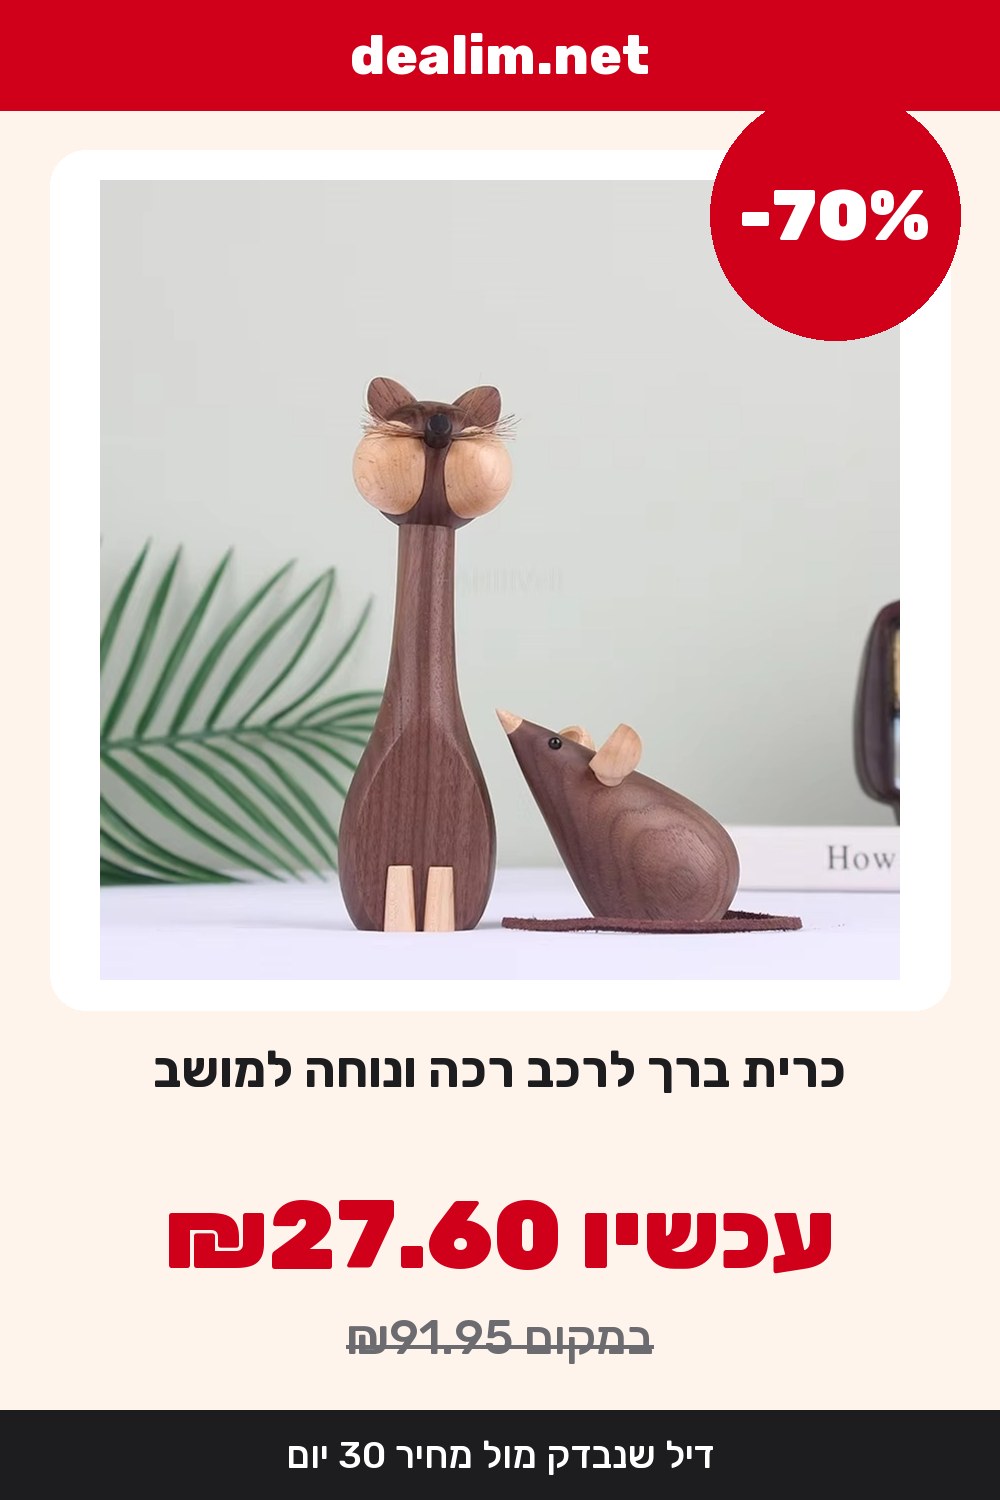 dealim.net
-70%
How
כרית ברך לרכב רכה ונוחה למושב
עכשיו 27.60₪
במקום 91.95₪
דיל שנבדק מול מחיר 30 יום